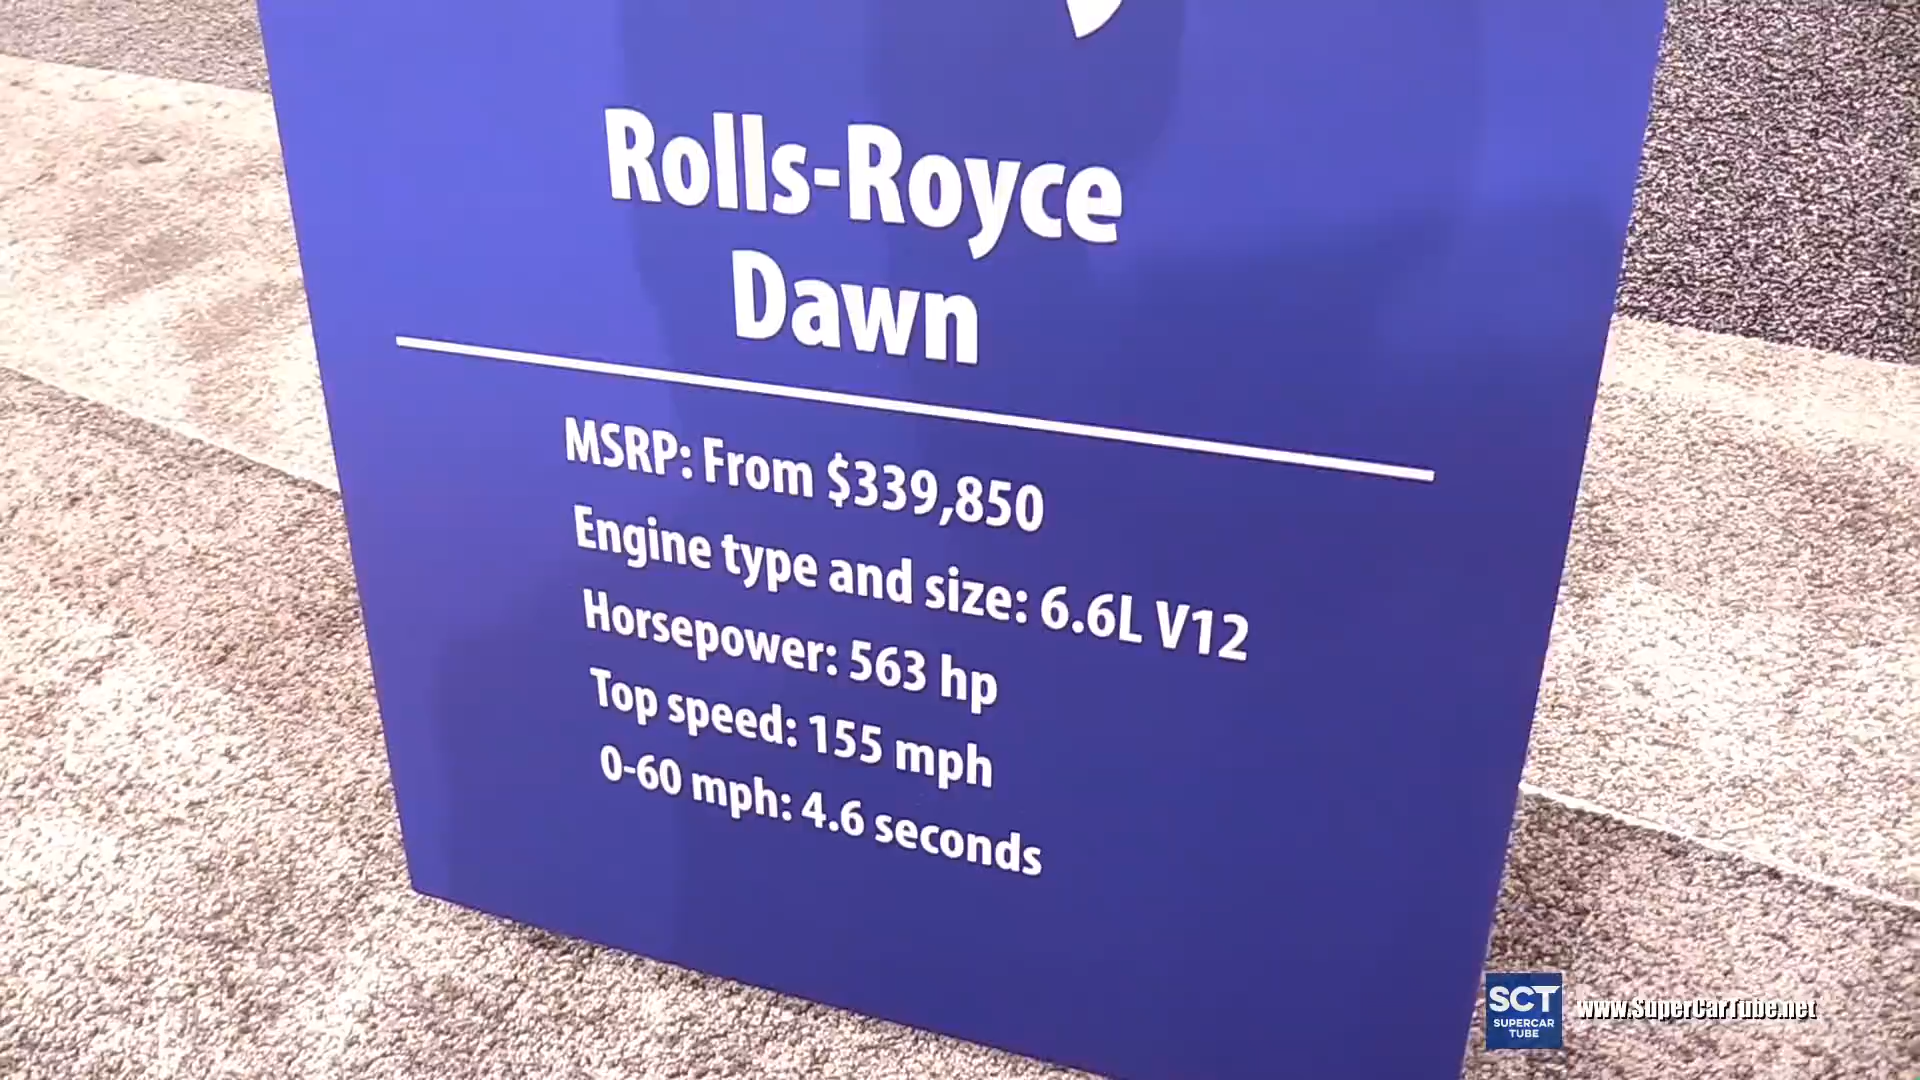 Rolls-Royce
Dawn
MSRP: From $339,850
Engine type and size: 6.6L V12
Horsepower: 563 hp
Top speed: 155 mph
0-60 mph: 4.6 seconds
SCT
SUPERCAR
TUBE
www.SuperCarTube.net